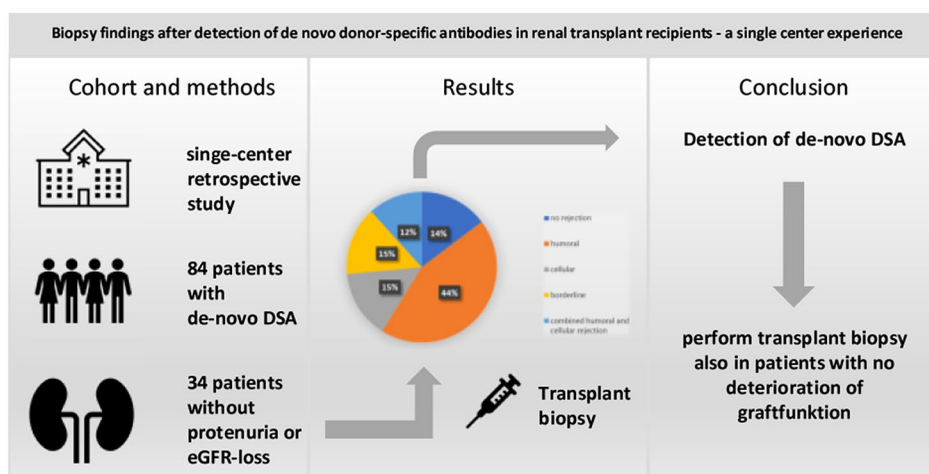 Biopsy findings after detection of de novo donor-specific antibodies in renal transplant recipients - a single center experience
Cohort and methods
singe-center
retrospective
study
84 patients
with
de-novo DSA
34 patients
without
protenuria or
eGFR-loss
Results
12%
14%
15%
15%
44%
no rejection
humoral
cellular
borderline
combined humoral and
cellular rejection
Transplant
biopsy
Conclusion
Detection of de-novo DSA
perform transplant biopsy
also in patients with no
deterioration of
graftfunktion